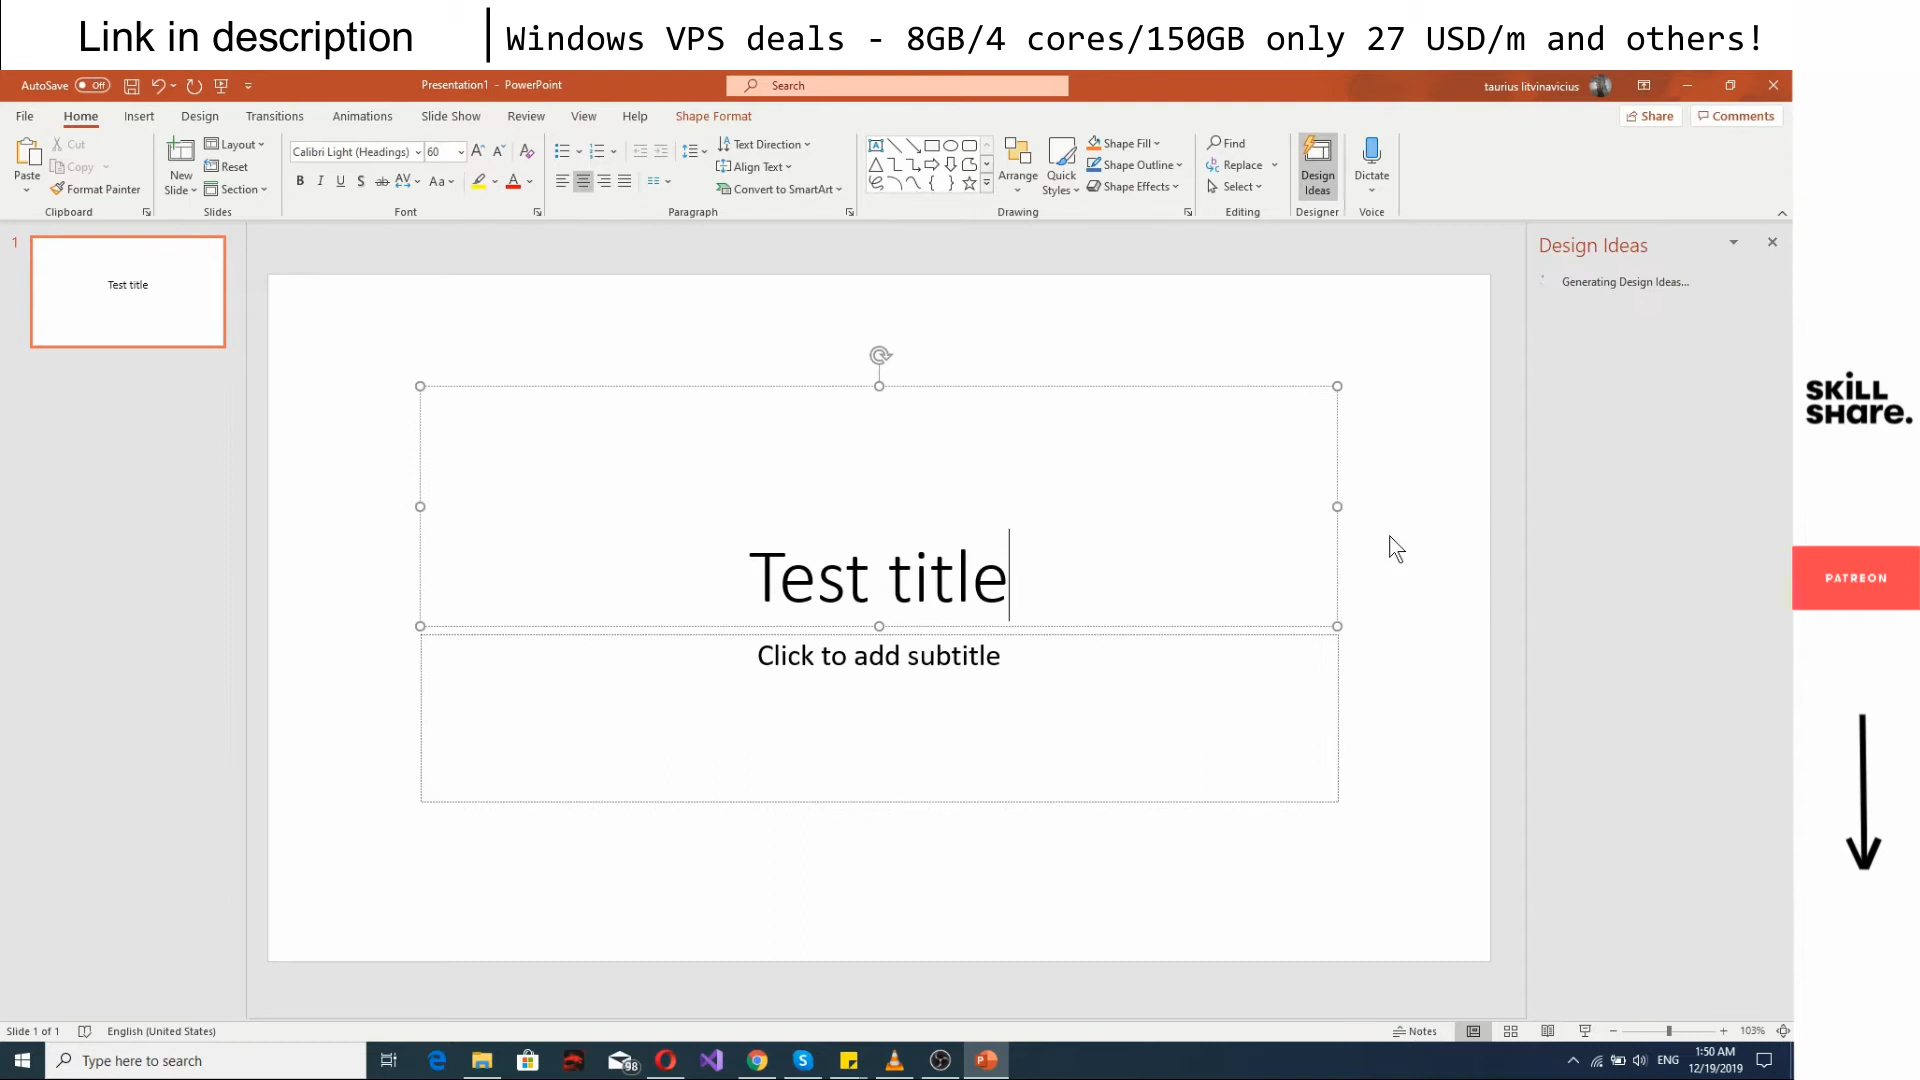 Link in description
Windows VPS deals - 8GB/4 cores/150GB only 27 USD/m and others!
AutoSave Off
Presentation1 - PowerPoint
Search
taurius litvinavicius
File Home Insert Design Transitions Animations Slide Show Review View Help Shape Format
Share Comments
Paste
Cut
Copy
Format Painter
Clipboard
New Slide
Layout
Reset
Section
Slides
Calibri Light (Headings) 60
B I U S ab AV Aa A
Font
Text Direction
Align Text
Convert to SmartArt
Paragraph
Arrange
Quick Styles
Shape Fill
Shape Outline
Shape Effects
Drawing
Find
Replace
Select
Editing
Design Ideas
Designer
Dictate
Voice
1
Test title
Design Ideas
Generating Design Ideas...
Test title
Click to add subtitle
SKiLL
SHare.
PATREON
Slide 1 of 1
English (United States)
Notes
103%
Type here to search
98
ENG
1:50 AM
12/19/2019